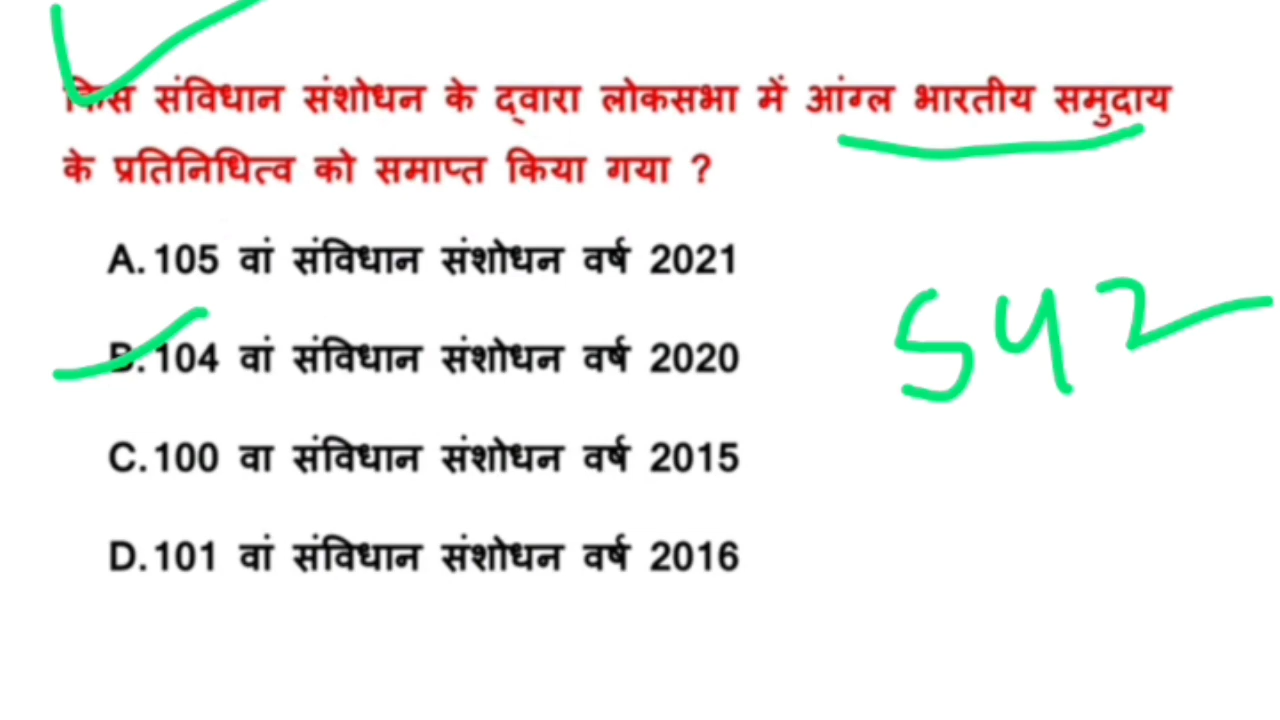 किस संविधान संशोधन के द्वारा लोकसभा में आंग्ल भारतीय समुदाय
के प्रतिनिधित्व को समाप्त किया गया ?
A. 105 वां संविधान संशोधन वर्ष 2021
B. 104 वां संविधान संशोधन वर्ष 2020
542
C. 100 वा संविधान संशोधन वर्ष 2015
D. 101 वां संविधान संशोधन वर्ष 2016